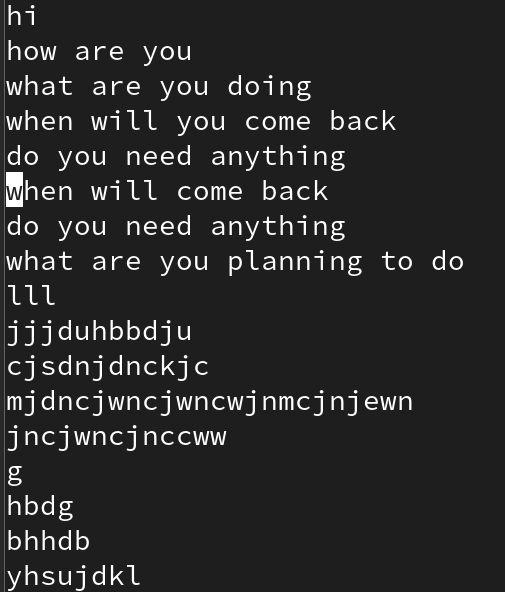 hi
how are you
what are you doing
when will you come back
do you need anything
when will come back
do you need anything
what are you planning to do
lll
jjjduhbbdju
cjsdnjdnckjc
mjdncjwncjwncwjnmcjnjewn
jncjwncjnccww
g
hbdg
bhhdb
yhsujdkl